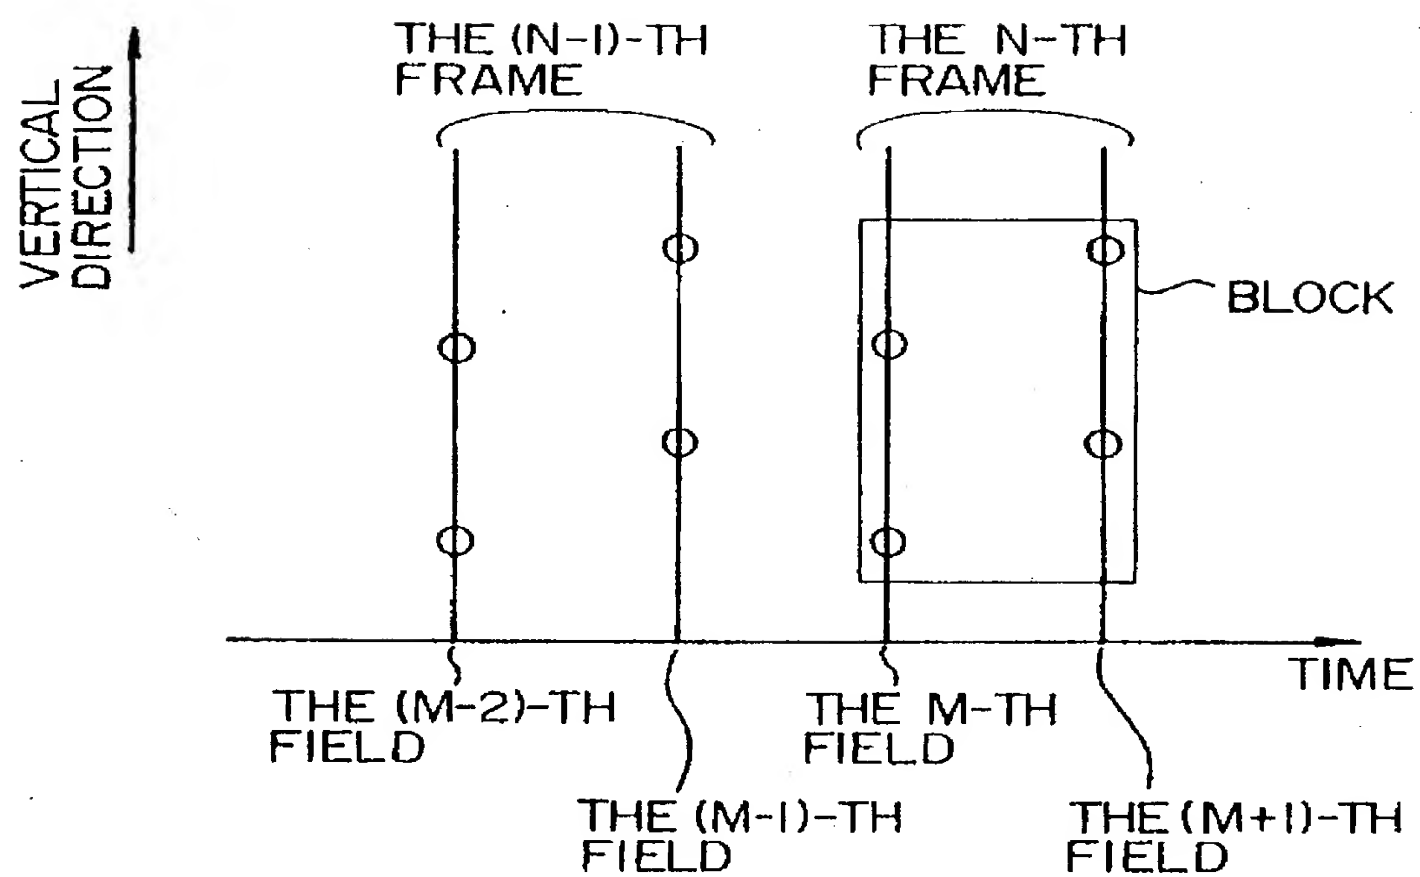 THE (N-1)-TH
FRAME
THE N-TH
FRAME
VERTICAL
DIRECTION
BLOCK
TIME
THE (M-2)-TH
FIELD
THE M-TH
FIELD
THE (M-1)-TH
FIELD
THE (M+1)-TH
FIELD